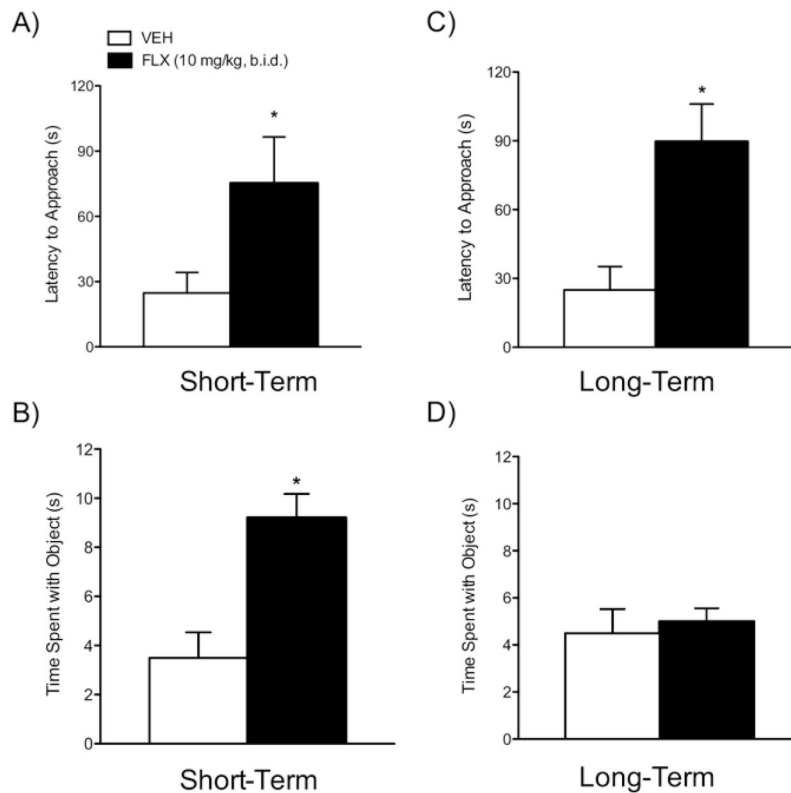 A)
VEH
FLX (10 mg/kg, b.i.d.)
Latency to Approach (s)
120
90
60
30
0
*
Short-Term
C)
Latency to Approach (s)
120
90
60
30
0
*
Long-Term
B)
Time Spent with Object (s)
12
10
8
6
4
2
0
*
Short-Term
D)
Time Spent with Object (s)
12
10
8
6
4
2
0
Long-Term